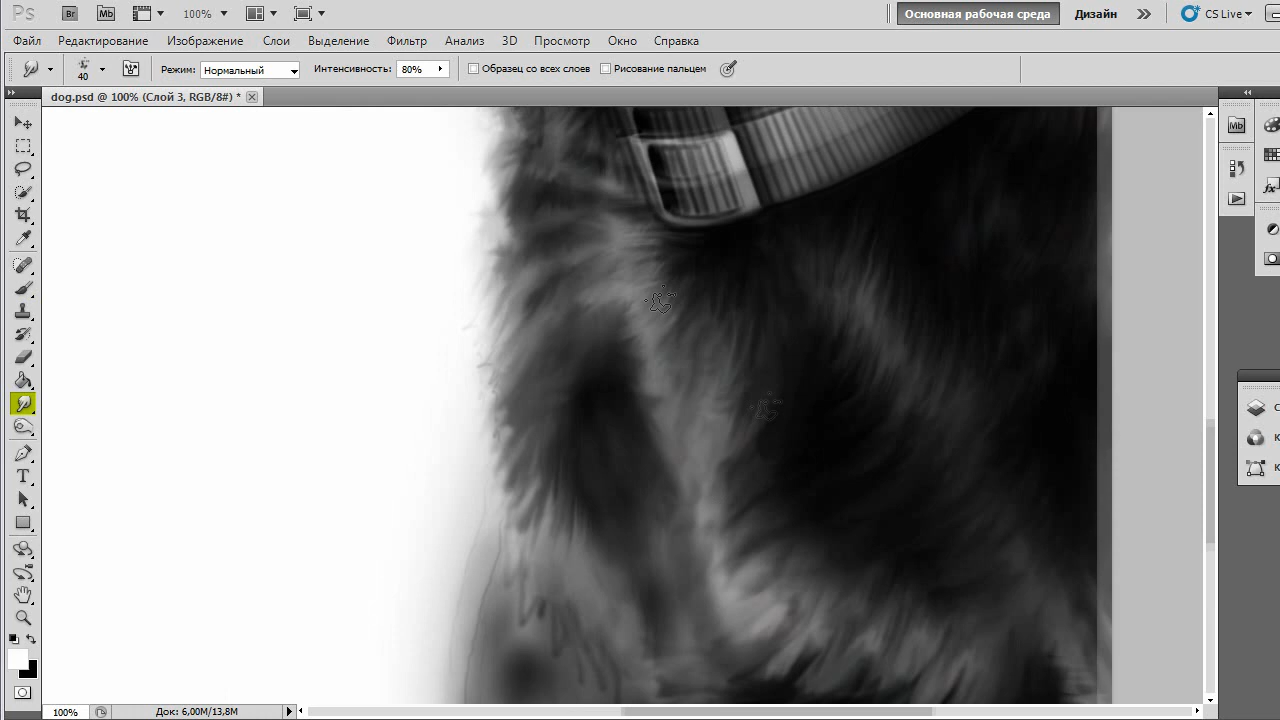 Ps Br Mb 100% Основная рабочая среда Дизайн CS Live
Файл Редактирование Изображение Слои Выделение Фильтр Анализ 3D Просмотр Окно Справка
40 Режим: Нормальный Интенсивность: 80% Образец со всех слоев Рисование пальцем
dog.psd @ 100% (Слой 3, RGB/8#) *
Mb
fx
С
К
К
T
100% Док: 6,00M/13,8M